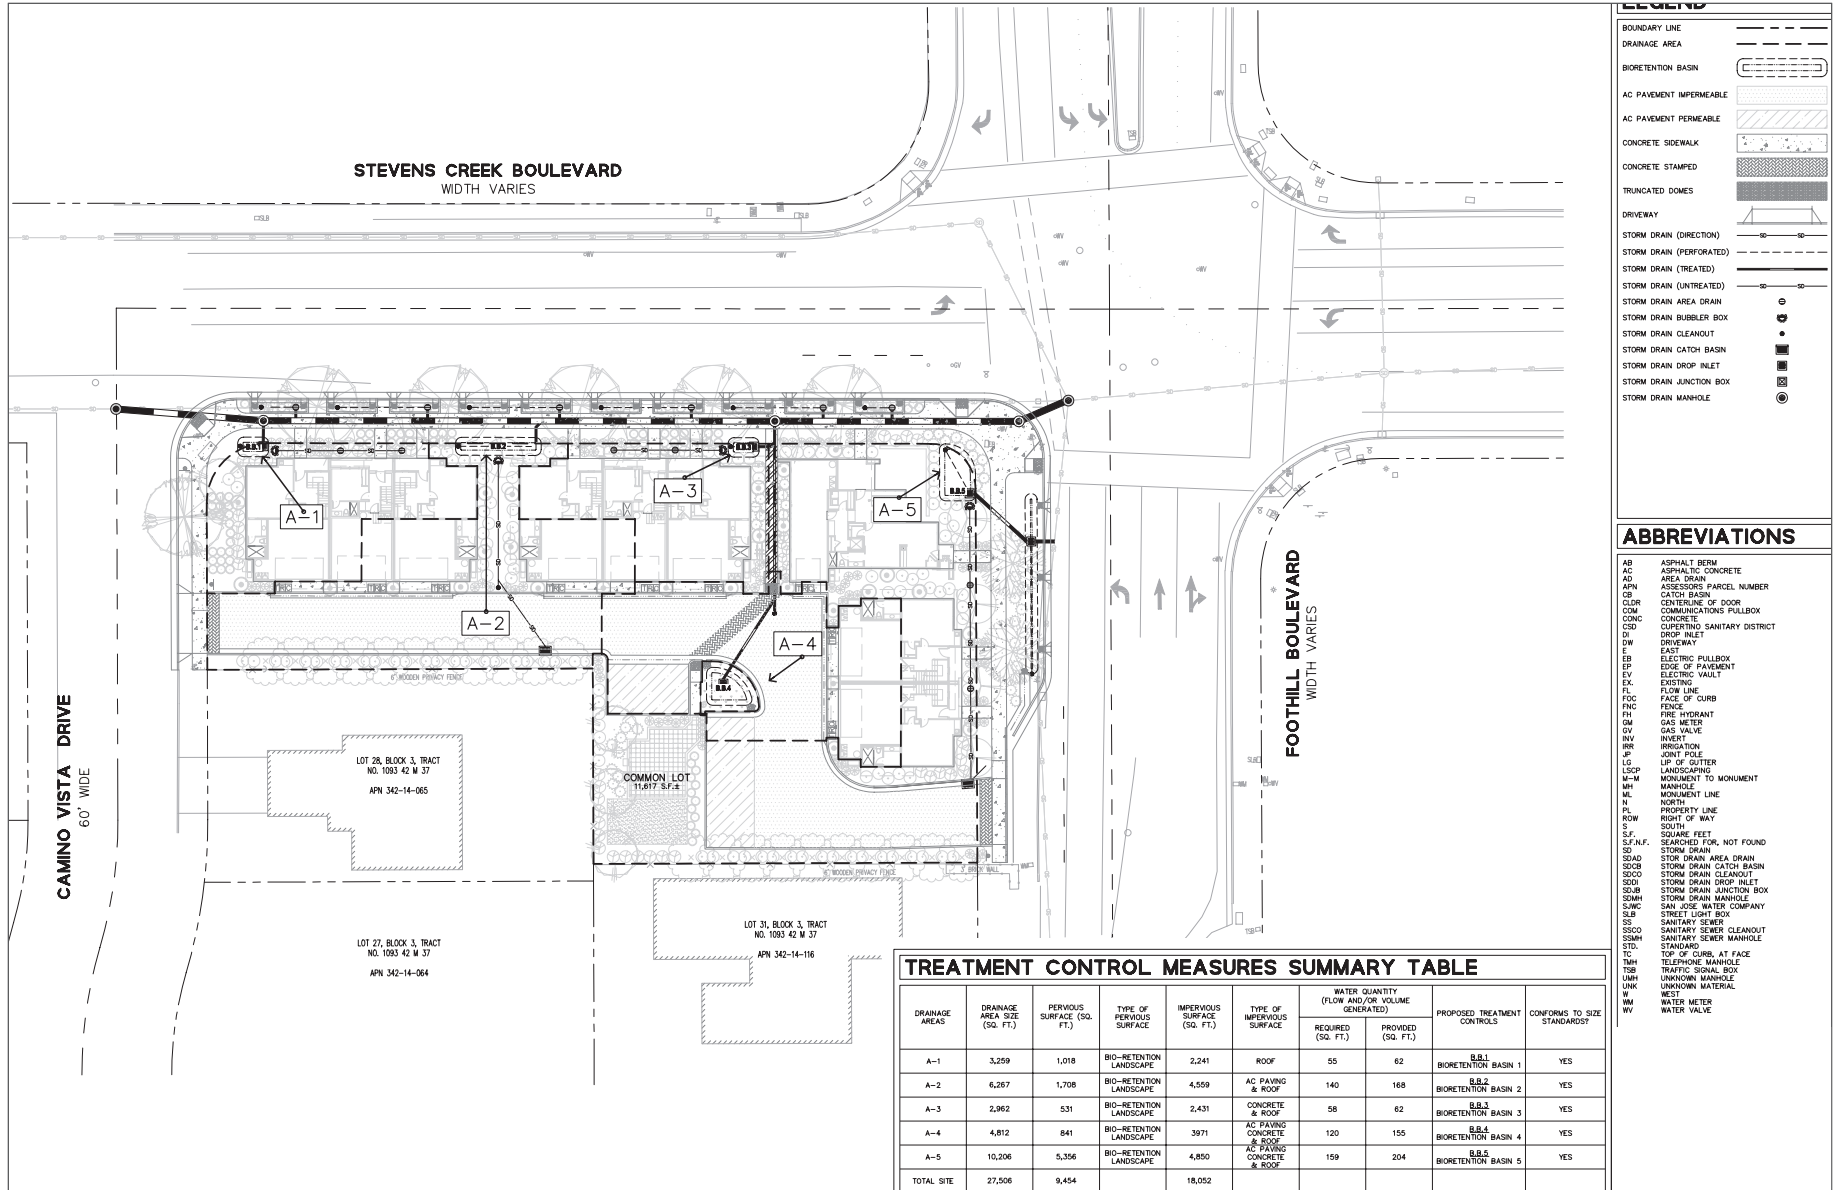 STEVENS CREEK BOULEVARD
WIDTH VARIES
CAMINO VISTA DRIVE
60' WIDE
FOOTHILL BOULEVARD
WIDTH VARIES
A-1
A-2
A-3
A-4
A-5
B.B.1
B.B.2
B.B.3
B.B.4
B.B.5
6' WOODEN PRIVACY FENCE
COMMON LOT
11,617 S.F.±
6' WOODEN PRIVACY FENCE
3' BRICK WALL
LOT 28, BLOCK 3, TRACT
NO. 1093 42 M 37
APN 342-14-065
LOT 27, BLOCK 3, TRACT
NO. 1093 42 M 37
APN 342-14-064
LOT 31, BLOCK 3, TRACT
NO. 1093 42 M 37
APN 342-14-116
LEGEND
BOUNDARY LINE
DRAINAGE AREA
BIORETENTION BASIN
AC PAVEMENT IMPERMEABLE
AC PAVEMENT PERMEABLE
CONCRETE SIDEWALK
CONCRETE STAMPED
TRUNCATED DOMES
DRIVEWAY
STORM DRAIN (DIRECTION) SD SD
STORM DRAIN (PERFORATED)
STORM DRAIN (TREATED)
STORM DRAIN (UNTREATED) SD SD
STORM DRAIN AREA DRAIN
STORM DRAIN BUBBLER BOX
STORM DRAIN CLEANOUT
STORM DRAIN CATCH BASIN
STORM DRAIN DROP INLET
STORM DRAIN JUNCTION BOX
STORM DRAIN MANHOLE
ABBREVIATIONS
AB ASPHALT BERM
AC ASPHALTIC CONCRETE
AD AREA DRAIN
APN ASSESSORS PARCEL NUMBER
CB CATCH BASIN
CLDR CENTERLINE OF DOOR
COM COMMUNICATIONS PULLBOX
CONC CONCRETE
CSD CUPERTINO SANITARY DISTRICT
DI DROP INLET
DW DRIVEWAY
E EAST
EB ELECTRIC PULLBOX
EP EDGE OF PAVEMENT
EV ELECTRIC VAULT
EX. EXISTING
FL FLOW LINE
FOC FACE OF CURB
FNC FENCE
FH FIRE HYDRANT
GM GAS METER
GV GAS VALVE
INV INVERT
IRR IRRIGATION
JP JOINT POLE
LG LIP OF GUTTER
LSCP LANDSCAPING
M-M MONUMENT TO MONUMENT
MH MANHOLE
ML MONUMENT LINE
N NORTH
PL PROPERTY LINE
ROW RIGHT OF WAY
S SOUTH
S.F. SQUARE FEET
S.F.N.F. SEARCHED FOR, NOT FOUND
SD STORM DRAIN
SDAD STOR DRAIN AREA DRAIN
SDCB STORM DRAIN CATCH BASIN
SDCO STORM DRAIN CLEANOUT
SDDI STORM DRAIN DROP INLET
SDJB STORM DRAIN JUNCTION BOX
SDMH STORM DRAIN MANHOLE
SJWC SAN JOSE WATER COMPANY
SLB STREET LIGHT BOX
SS SANITARY SEWER
SSCO SANITARY SEWER CLEANOUT
SSMH SANITARY SEWER MANHOLE
STD. STANDARD
TC TOP OF CURB, AT FACE
TMH TELEPHONE MANHOLE
TSB TRAFFIC SIGNAL BOX
UMH UNKNOWN MANHOLE
UNK UNKNOWN MATERIAL
W WEST
WM WATER METER
WV WATER VALVE
TREATMENT CONTROL MEASURES SUMMARY TABLE
DRAINAGE AREAS
DRAINAGE AREA SIZE (SQ. FT.)
PERVIOUS SURFACE (SQ. FT.)
TYPE OF PERVIOUS SURFACE
IMPERVIOUS SURFACE (SQ. FT.)
TYPE OF IMPERVIOUS SURFACE
WATER QUANTITY (FLOW AND/OR VOLUME GENERATED)
REQUIRED (SQ. FT.)
PROVIDED (SQ. FT.)
PROPOSED TREATMENT CONTROLS
CONFORMS TO SIZE STANDARDS?
A-1 3,259 1,018 BIO-RETENTION LANDSCAPE 2,241 ROOF 55 62 B.B.1 BIORETENTION BASIN 1 YES
A-2 6,267 1,708 BIO-RETENTION LANDSCAPE 4,559 AC PAVING & ROOF 140 168 B.B.2 BIORETENTION BASIN 2 YES
A-3 2,962 531 BIO-RETENTION LANDSCAPE 2,431 CONCRETE & ROOF 58 62 B.B.3 BIORETENTION BASIN 3 YES
A-4 4,812 841 BIO-RETENTION LANDSCAPE 3971 AC PAVING CONCRETE & ROOF 120 155 B.B.4 BIORETENTION BASIN 4 YES
A-5 10,206 5,356 BIO-RETENTION LANDSCAPE 4,850 AC PAVING CONCRETE & ROOF 159 204 B.B.5 BIORETENTION BASIN 5 YES
TOTAL SITE 27,506 9,454 18,052